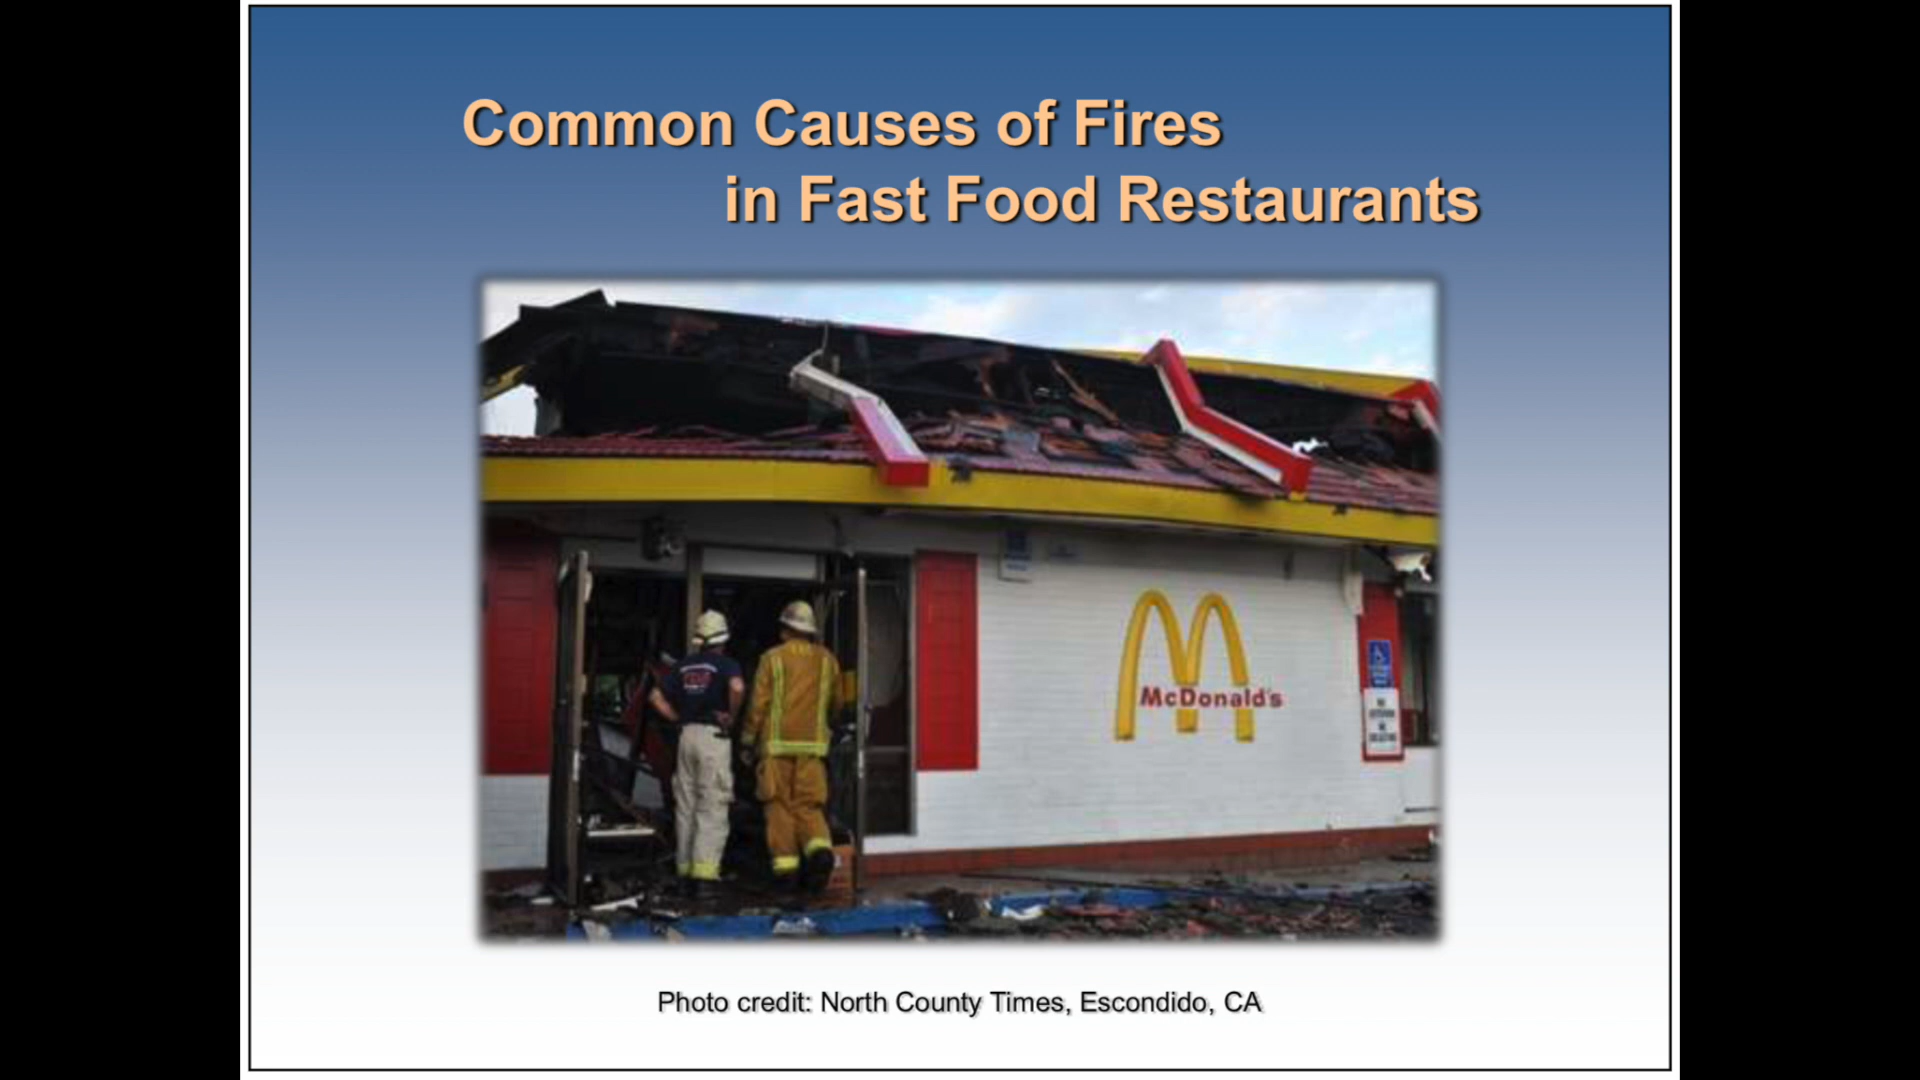 Common Causes of Fires
in Fast Food Restaurants
McDonald's
Photo credit: North County Times, Escondido, CA